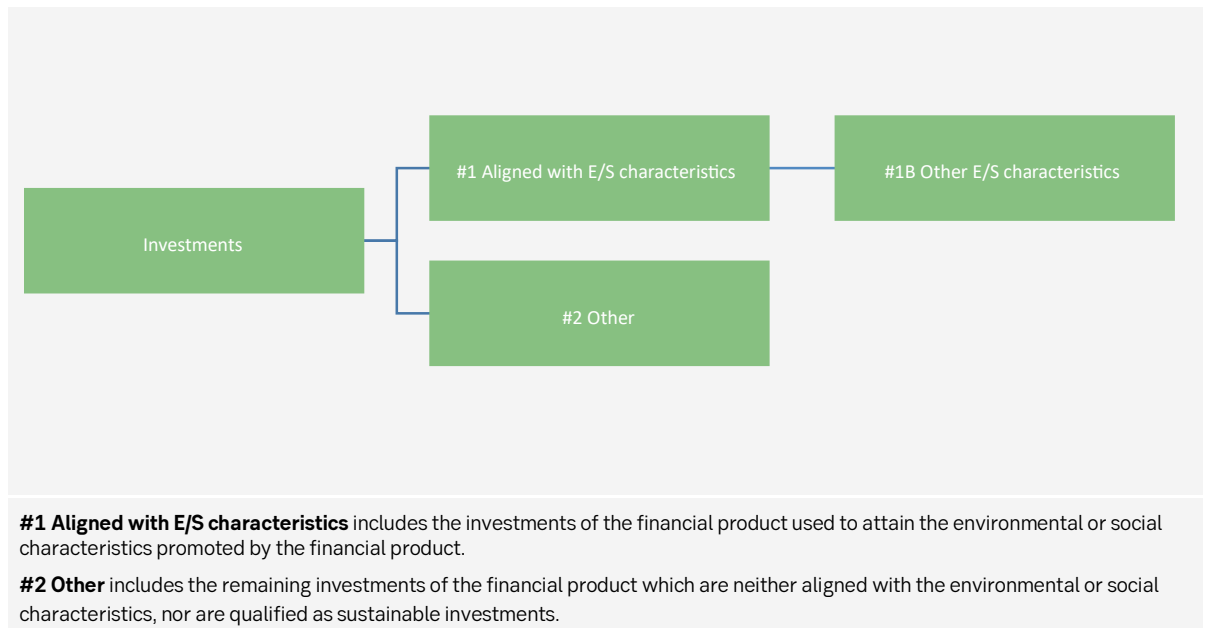 #1 Aligned with E/S characteristics
#1B Other E/S characteristics
Investments
#2 Other
#1 Aligned with E/S characteristics includes the investments of the financial product used to attain the environmental or social
characteristics promoted by the financial product.
#2 Other includes the remaining investments of the financial product which are neither aligned with the environmental or social
characteristics, nor are qualified as sustainable investments.